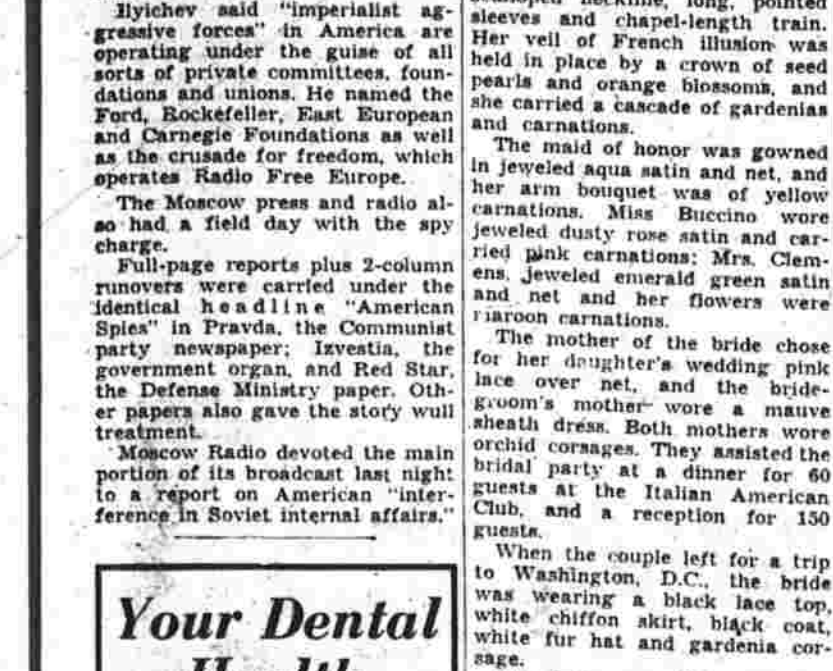 Ilyichev said "imperialist ag-
gressive forces" in America are
operating under the guise of all
sorts of private committees, foun-
dations and unions. He named the
Ford, Rockefeller, East European
and Carnegie Foundations as well
as the crusade for freedom, which
operates Radio Free Europe.
The Moscow press and radio al-
so had a field day with the spy
charge.
Full-page reports plus 2-column
runovers were carried under the
identical headline "American
Spies" in Pravda, the Communist
party newspaper; Izvestia, the
government organ, and Red Star,
the Defense Ministry paper. Oth-
er papers also gave the story wull
treatment.
Moscow Radio devoted the main
portion of its broadcast last night
to a report on American "inter-
ference in Soviet internal affairs."
Your Dental
Health
neckline, long, pointed
sleeves and chapel-length train.
Her veil of French illusion was
held in place by a crown of seed
pearls and orange blossoms, and
she carried a cascade of gardenias
and carnations.
The maid of honor was gowned
in jeweled aqua satin and net, and
her arm bouquet was of yellow
carnations. Miss Buccino wore
jeweled dusty rose satin and car-
ried pink carnations; Mrs. Clem-
ens, jeweled emerald green satin
and net and her flowers were
maroon carnations.
The mother of the bride chose
for her daughter's wedding pink
lace over net, and the bride-
groom's mother wore a mauve
sheath dress. Both mothers wore
orchid corsages. They assisted the
bridal party at a dinner for 60
guests at the Italian American
Club, and a reception for 150
guests.
When the couple left for a trip
to Washington, D.C., the bride
was wearing a black lace top,
white chiffon skirt, black coat,
white fur hat and gardenia cor-
sage.